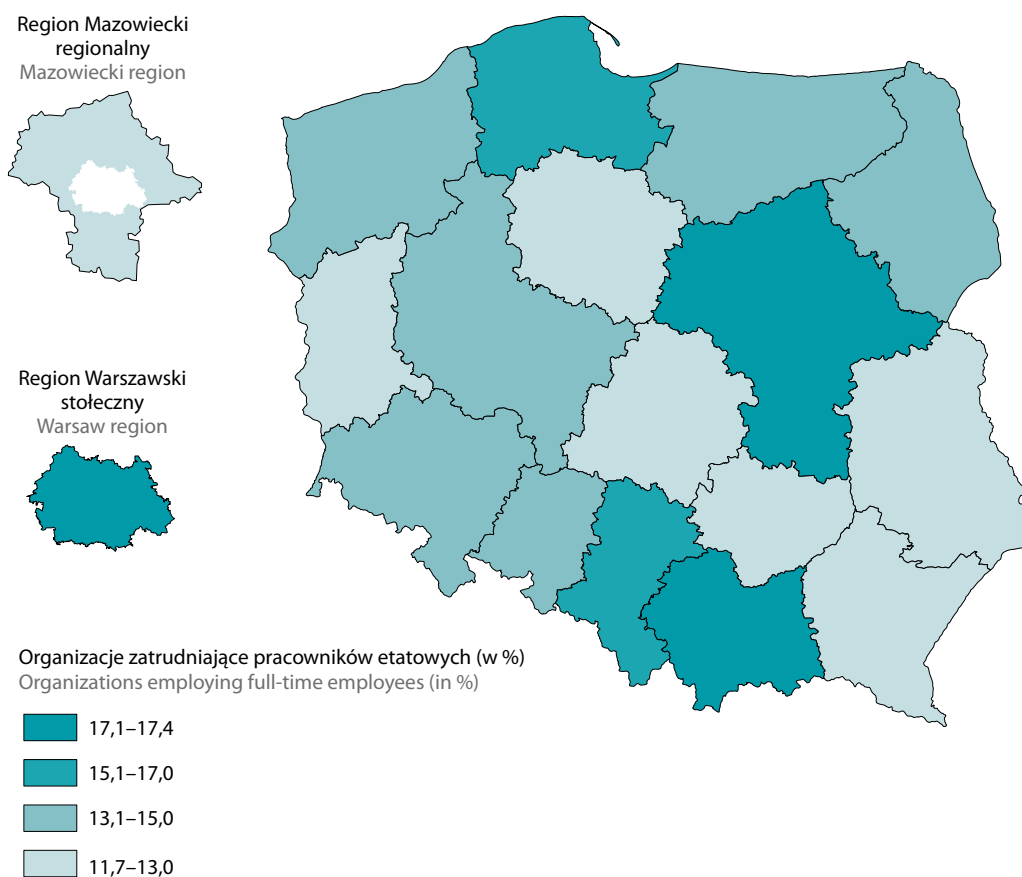 Region Mazowiecki
regionalny
Mazowiecki region
Region Warszawski
stołeczny
Warsaw region
Organizacje zatrudniające pracowników etatowych (w %)
Organizations employing full-time employees (in %)
17,1–17,4
15,1–17,0
13,1–15,0
11,7–13,0